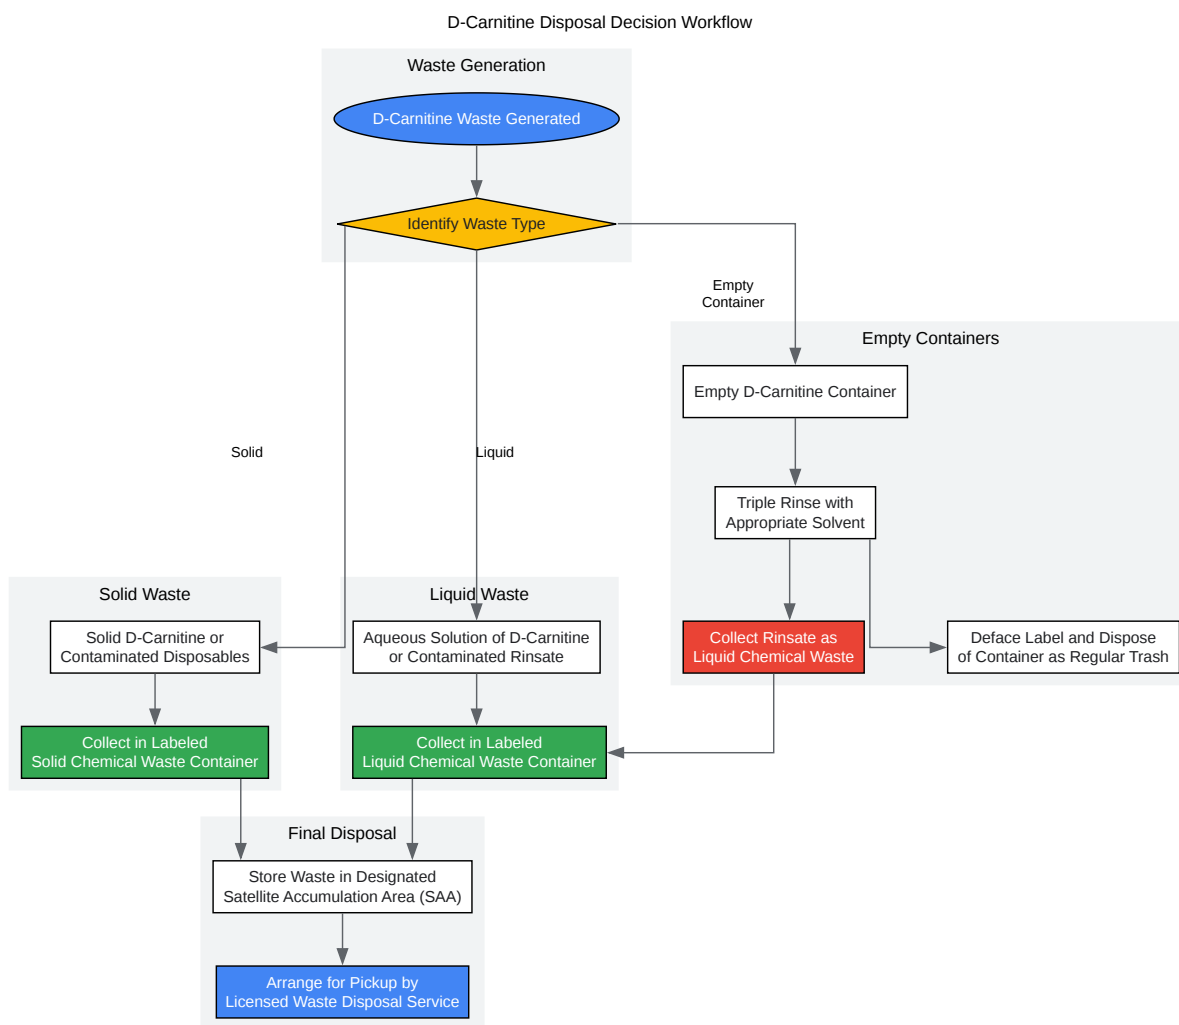 D-Carnitine Disposal Decision Workflow
Waste Generation
D-Carnitine Waste Generated
Identify Waste Type
Empty
Container
Empty Containers
Empty D-Carnitine Container
Solid
Liquid
Triple Rinse with
Appropriate Solvent
Solid Waste
Solid D-Carnitine or
Contaminated Disposables
Liquid Waste
Aqueous Solution of D-Carnitine
or Contaminated Rinsate
Collect Rinsate as
Liquid Chemical Waste
Deface Label and Dispose
of Container as Regular Trash
Collect in Labeled
Solid Chemical Waste Container
Collect in Labeled
Liquid Chemical Waste Container
Final Disposal
Store Waste in Designated
Satellite Accumulation Area (SAA)
Arrange for Pickup by
Licensed Waste Disposal Service